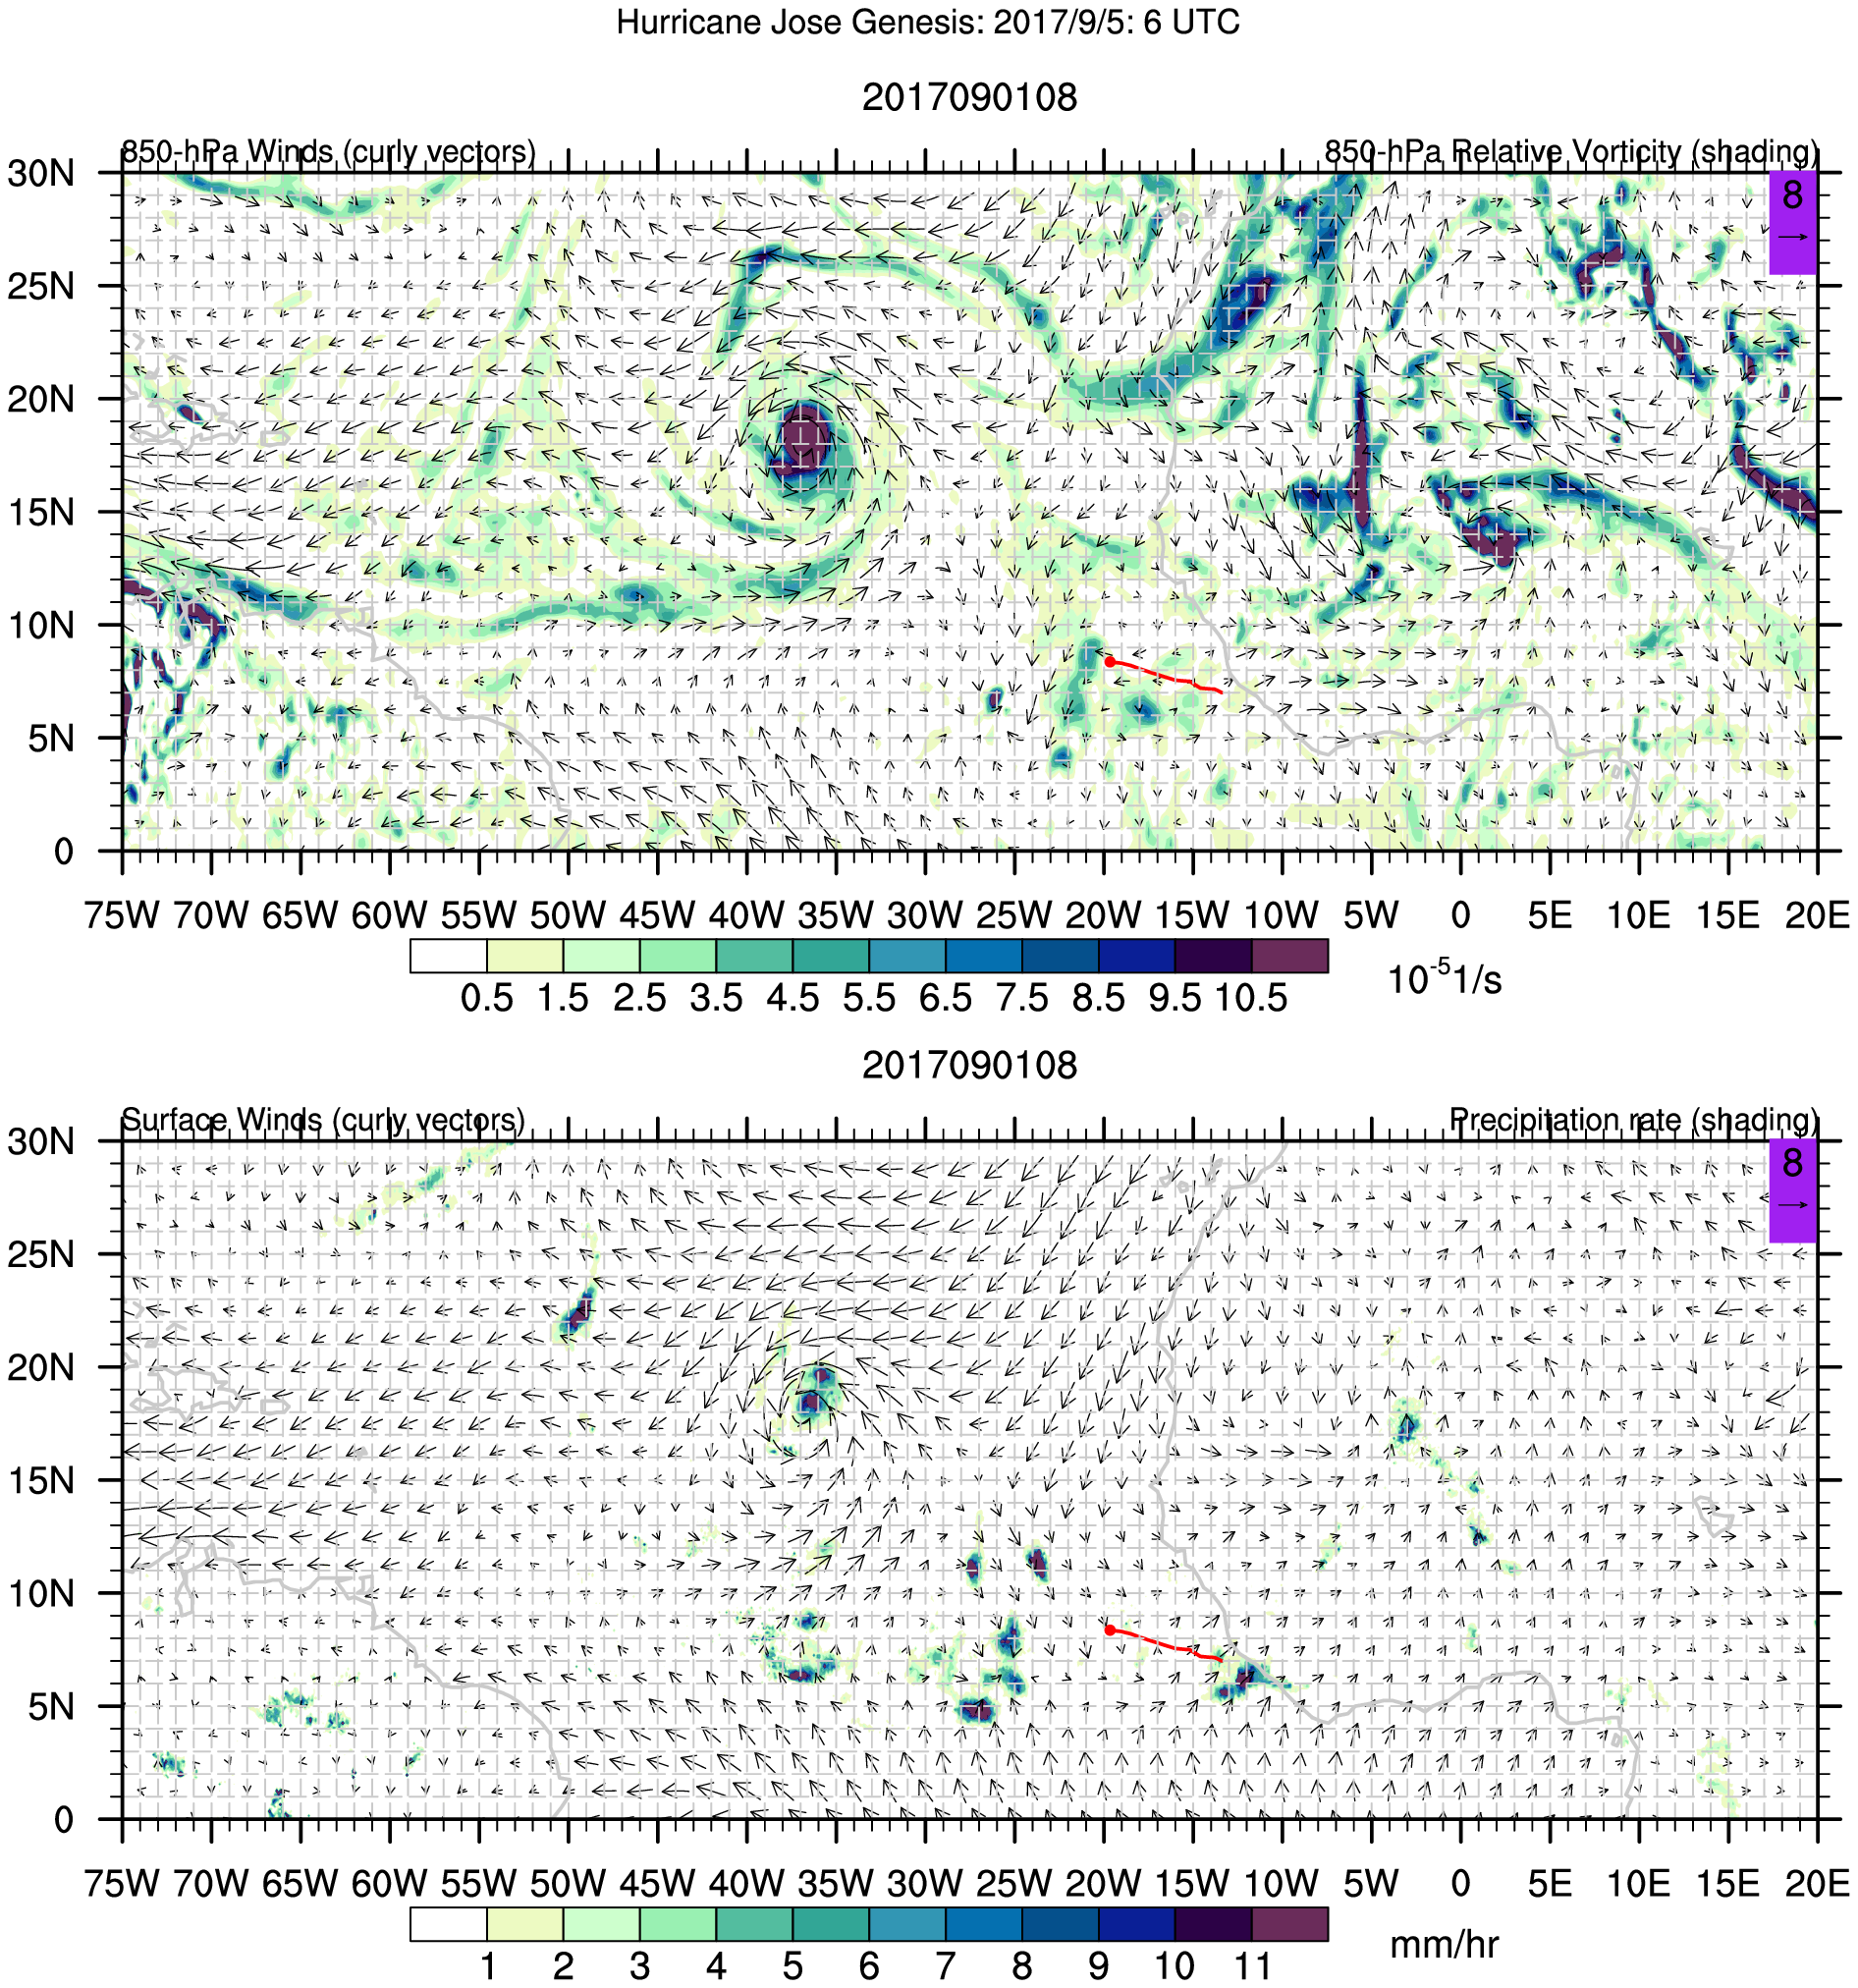 Hurricane Jose Genesis: 2017/9/5: 6 UTC
2017090108
850-hPa Winds (curly vectors) 850-hPa Relative Vorticity (shading)
8
30N
25N
20N
15N
10N
5N
0
75W 70W 65W 60W 55W 50W 45W 40W 35W 30W 25W 20W 15W 10W 5W 0 5E 10E 15E 20E
0.5 1.5 2.5 3.5 4.5 5.5 6.5 7.5 8.5 9.5 10.5
10⁻⁵1/s
2017090108
Surface Winds (curly vectors) Precipitation rate (shading)
8
30N
25N
20N
15N
10N
5N
0
75W 70W 65W 60W 55W 50W 45W 40W 35W 30W 25W 20W 15W 10W 5W 0 5E 10E 15E 20E
1 2 3 4 5 6 7 8 9 10 11
mm/hr